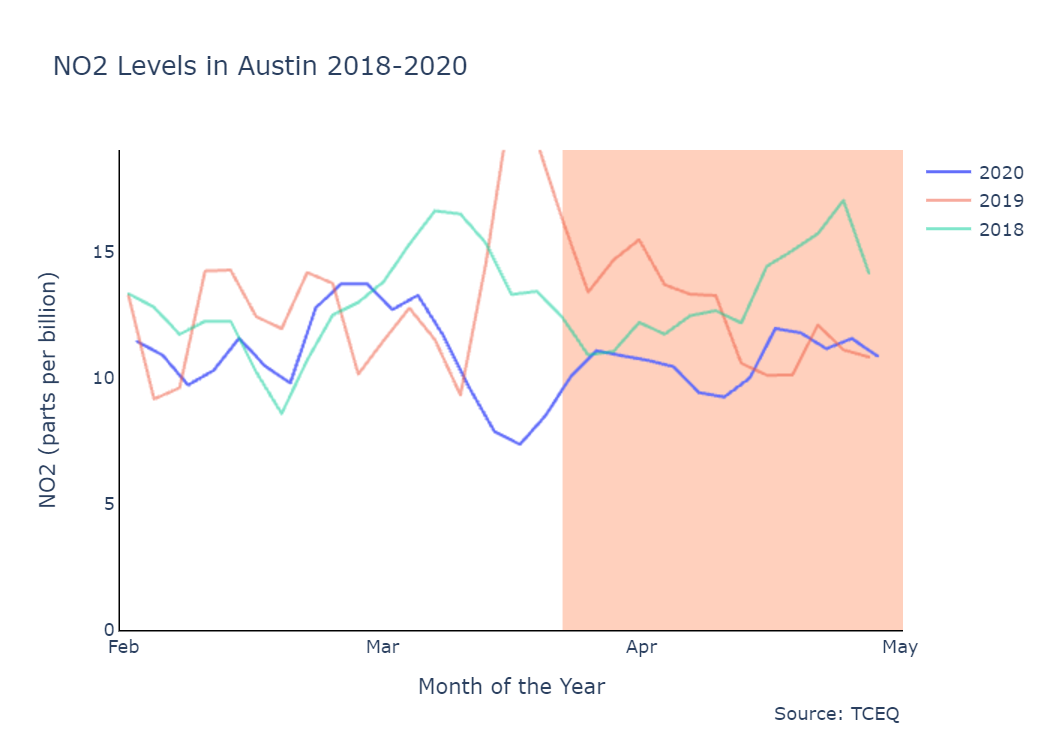 NO2 Levels in Austin 2018-2020
2020
2019
2018
15
10
5
0
NO2 (parts per billion)
Feb Mar Apr May
Month of the Year
Source: TCEQ